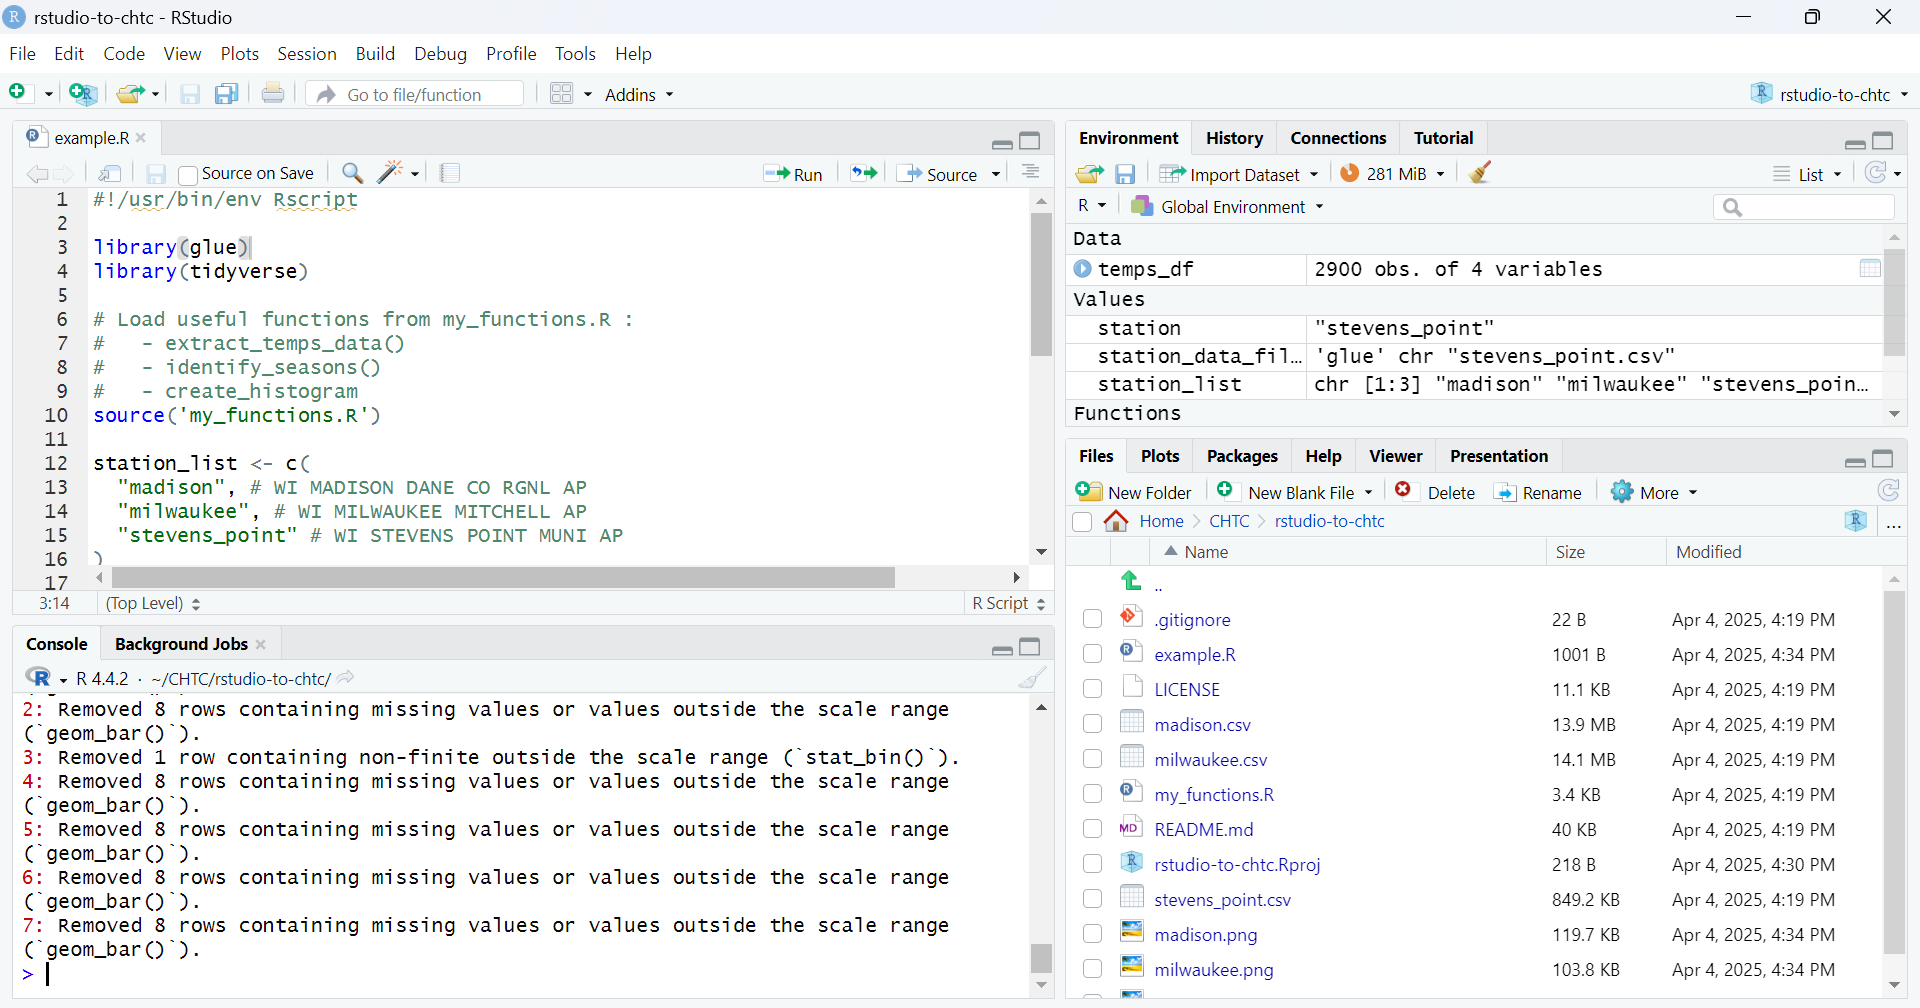 rstudio-to-chtc - RStudio
File Edit Code View Plots Session Build Debug Profile Tools Help
Go to file/function Addins rstudio-to-chtc
example.R
Source on Save Run Source
1 #!/usr/bin/env Rscript
2
3 library(glue)
4 library(tidyverse)
5
6 # Load useful functions from my_functions.R :
7 #   - extract_temps_data()
8 #   - identify_seasons()
9 #   - create_histogram
10 source('my_functions.R')
11
12 station_list <- c(
13   "madison", # WI MADISON DANE CO RGNL AP
14   "milwaukee", # WI MILWAUKEE MITCHELL AP
15   "stevens_point" # WI STEVENS POINT MUNI AP
16 )
17
3:14 (Top Level) R Script
Console Background Jobs
R 4.4.2 · ~/CHTC/rstudio-to-chtc/
2: Removed 8 rows containing missing values or values outside the scale range
(`geom_bar()`).
3: Removed 1 row containing non-finite outside the scale range (`stat_bin()`).
4: Removed 8 rows containing missing values or values outside the scale range
(`geom_bar()`).
5: Removed 8 rows containing missing values or values outside the scale range
(`geom_bar()`).
6: Removed 8 rows containing missing values or values outside the scale range
(`geom_bar()`).
7: Removed 8 rows containing missing values or values outside the scale range
(`geom_bar()`).
>
Environment History Connections Tutorial
Import Dataset 281 MiB List
R Global Environment
Data
temps_df 2900 obs. of 4 variables
Values
station "stevens_point"
station_data_fil… 'glue' chr "stevens_point.csv"
station_list chr [1:3] "madison" "milwaukee" "stevens_poin…
Functions
Files Plots Packages Help Viewer Presentation
New Folder New Blank File Delete Rename More
Home CHTC rstudio-to-chtc R ...
Name Size Modified
..
.gitignore 22 B Apr 4, 2025, 4:19 PM
example.R 1001 B Apr 4, 2025, 4:34 PM
LICENSE 11.1 KB Apr 4, 2025, 4:19 PM
madison.csv 13.9 MB Apr 4, 2025, 4:19 PM
milwaukee.csv 14.1 MB Apr 4, 2025, 4:19 PM
my_functions.R 3.4 KB Apr 4, 2025, 4:19 PM
MD README.md 40 KB Apr 4, 2025, 4:19 PM
rstudio-to-chtc.Rproj 218 B Apr 4, 2025, 4:30 PM
stevens_point.csv 849.2 KB Apr 4, 2025, 4:19 PM
madison.png 119.7 KB Apr 4, 2025, 4:34 PM
milwaukee.png 103.8 KB Apr 4, 2025, 4:34 PM